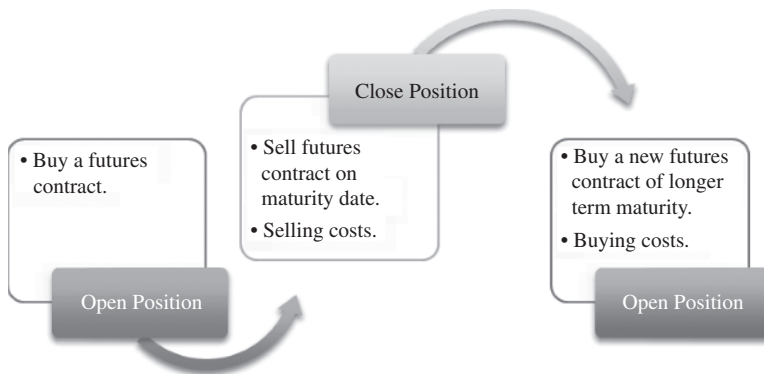 • Buy a futures
contract.
Open Position
Close Position
• Sell futures
contract on
maturity date.
• Selling costs.
• Buy a new futures
contract of longer
term maturity.
• Buying costs.
Open Position